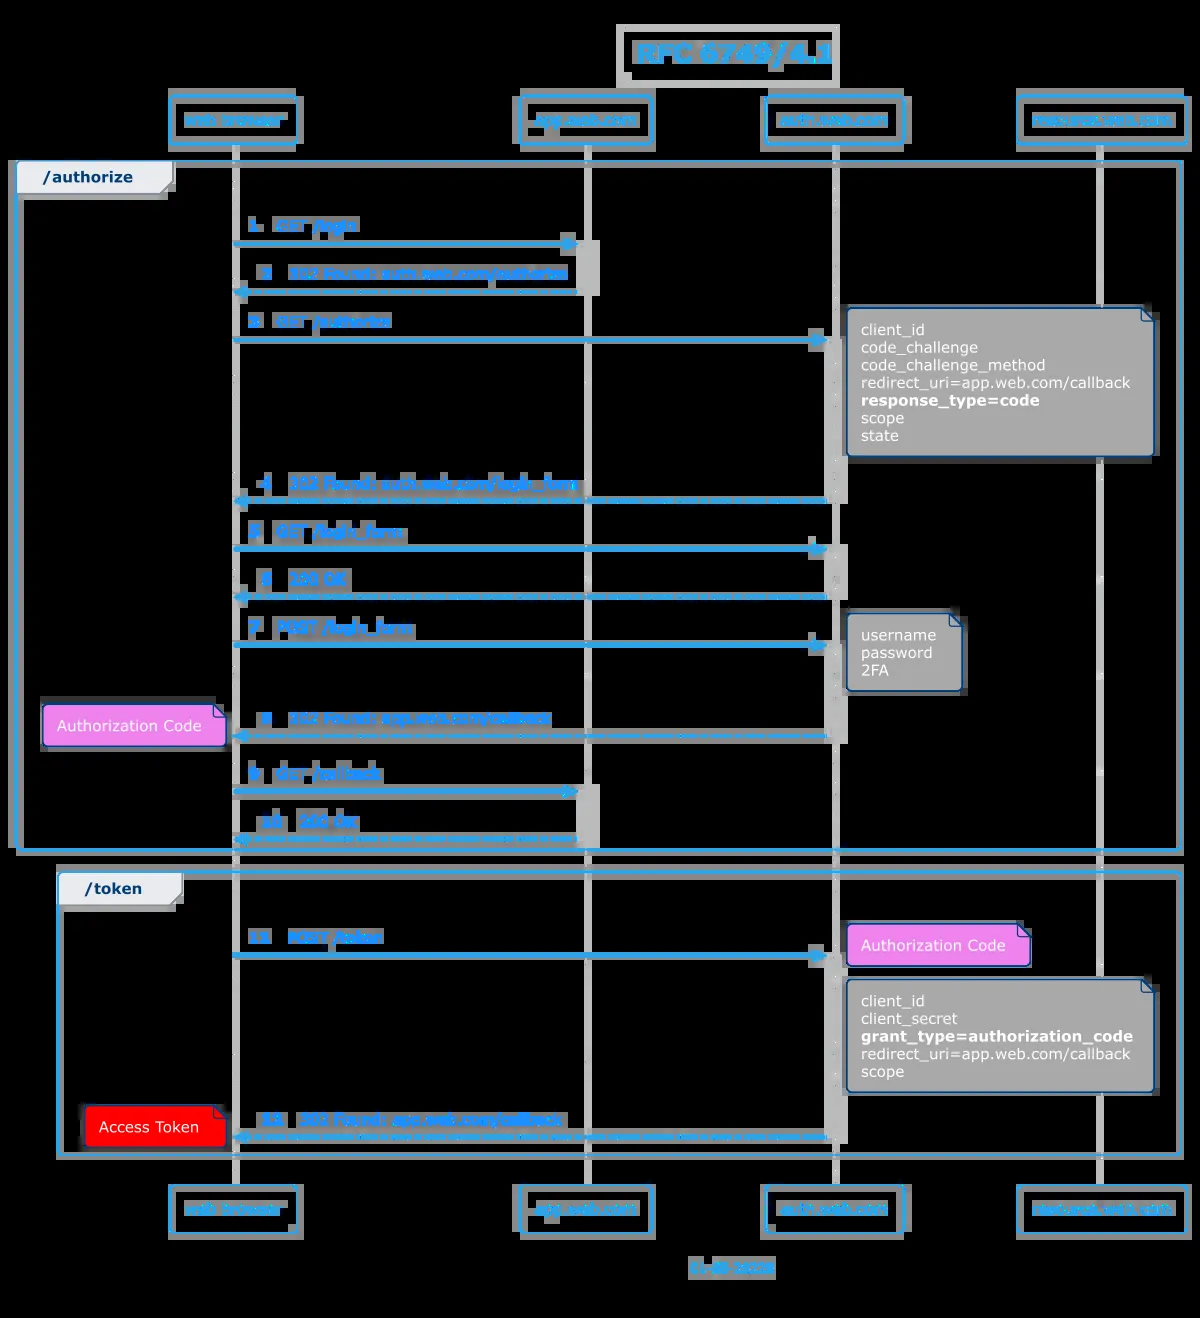 RFC 6749/4.1
web browser
app.web.com
auth.web.com
resource.web.com
/authorize
1 GET /login
2 302 Found: auth.web.com/authorize
3 GET /authorize
client_id
code_challenge
code_challenge_method
redirect_uri=app.web.com/callback
response_type=code
scope
state
4 302 Found: auth.web.com/login_form
5 GET /login_form
6 200 OK
7 POST /login_form
username
password
2FA
8 302 Found: app.web.com/callback
Authorization Code
9 GET /callback
10 200 OK
/token
11 POST /token
Authorization Code
client_id
client_secret
grant_type=authorization_code
redirect_uri=app.web.com/callback
scope
12 302 Found: app.web.com/callback
Access Token
web browser
app.web.com
auth.web.com
resource.web.com